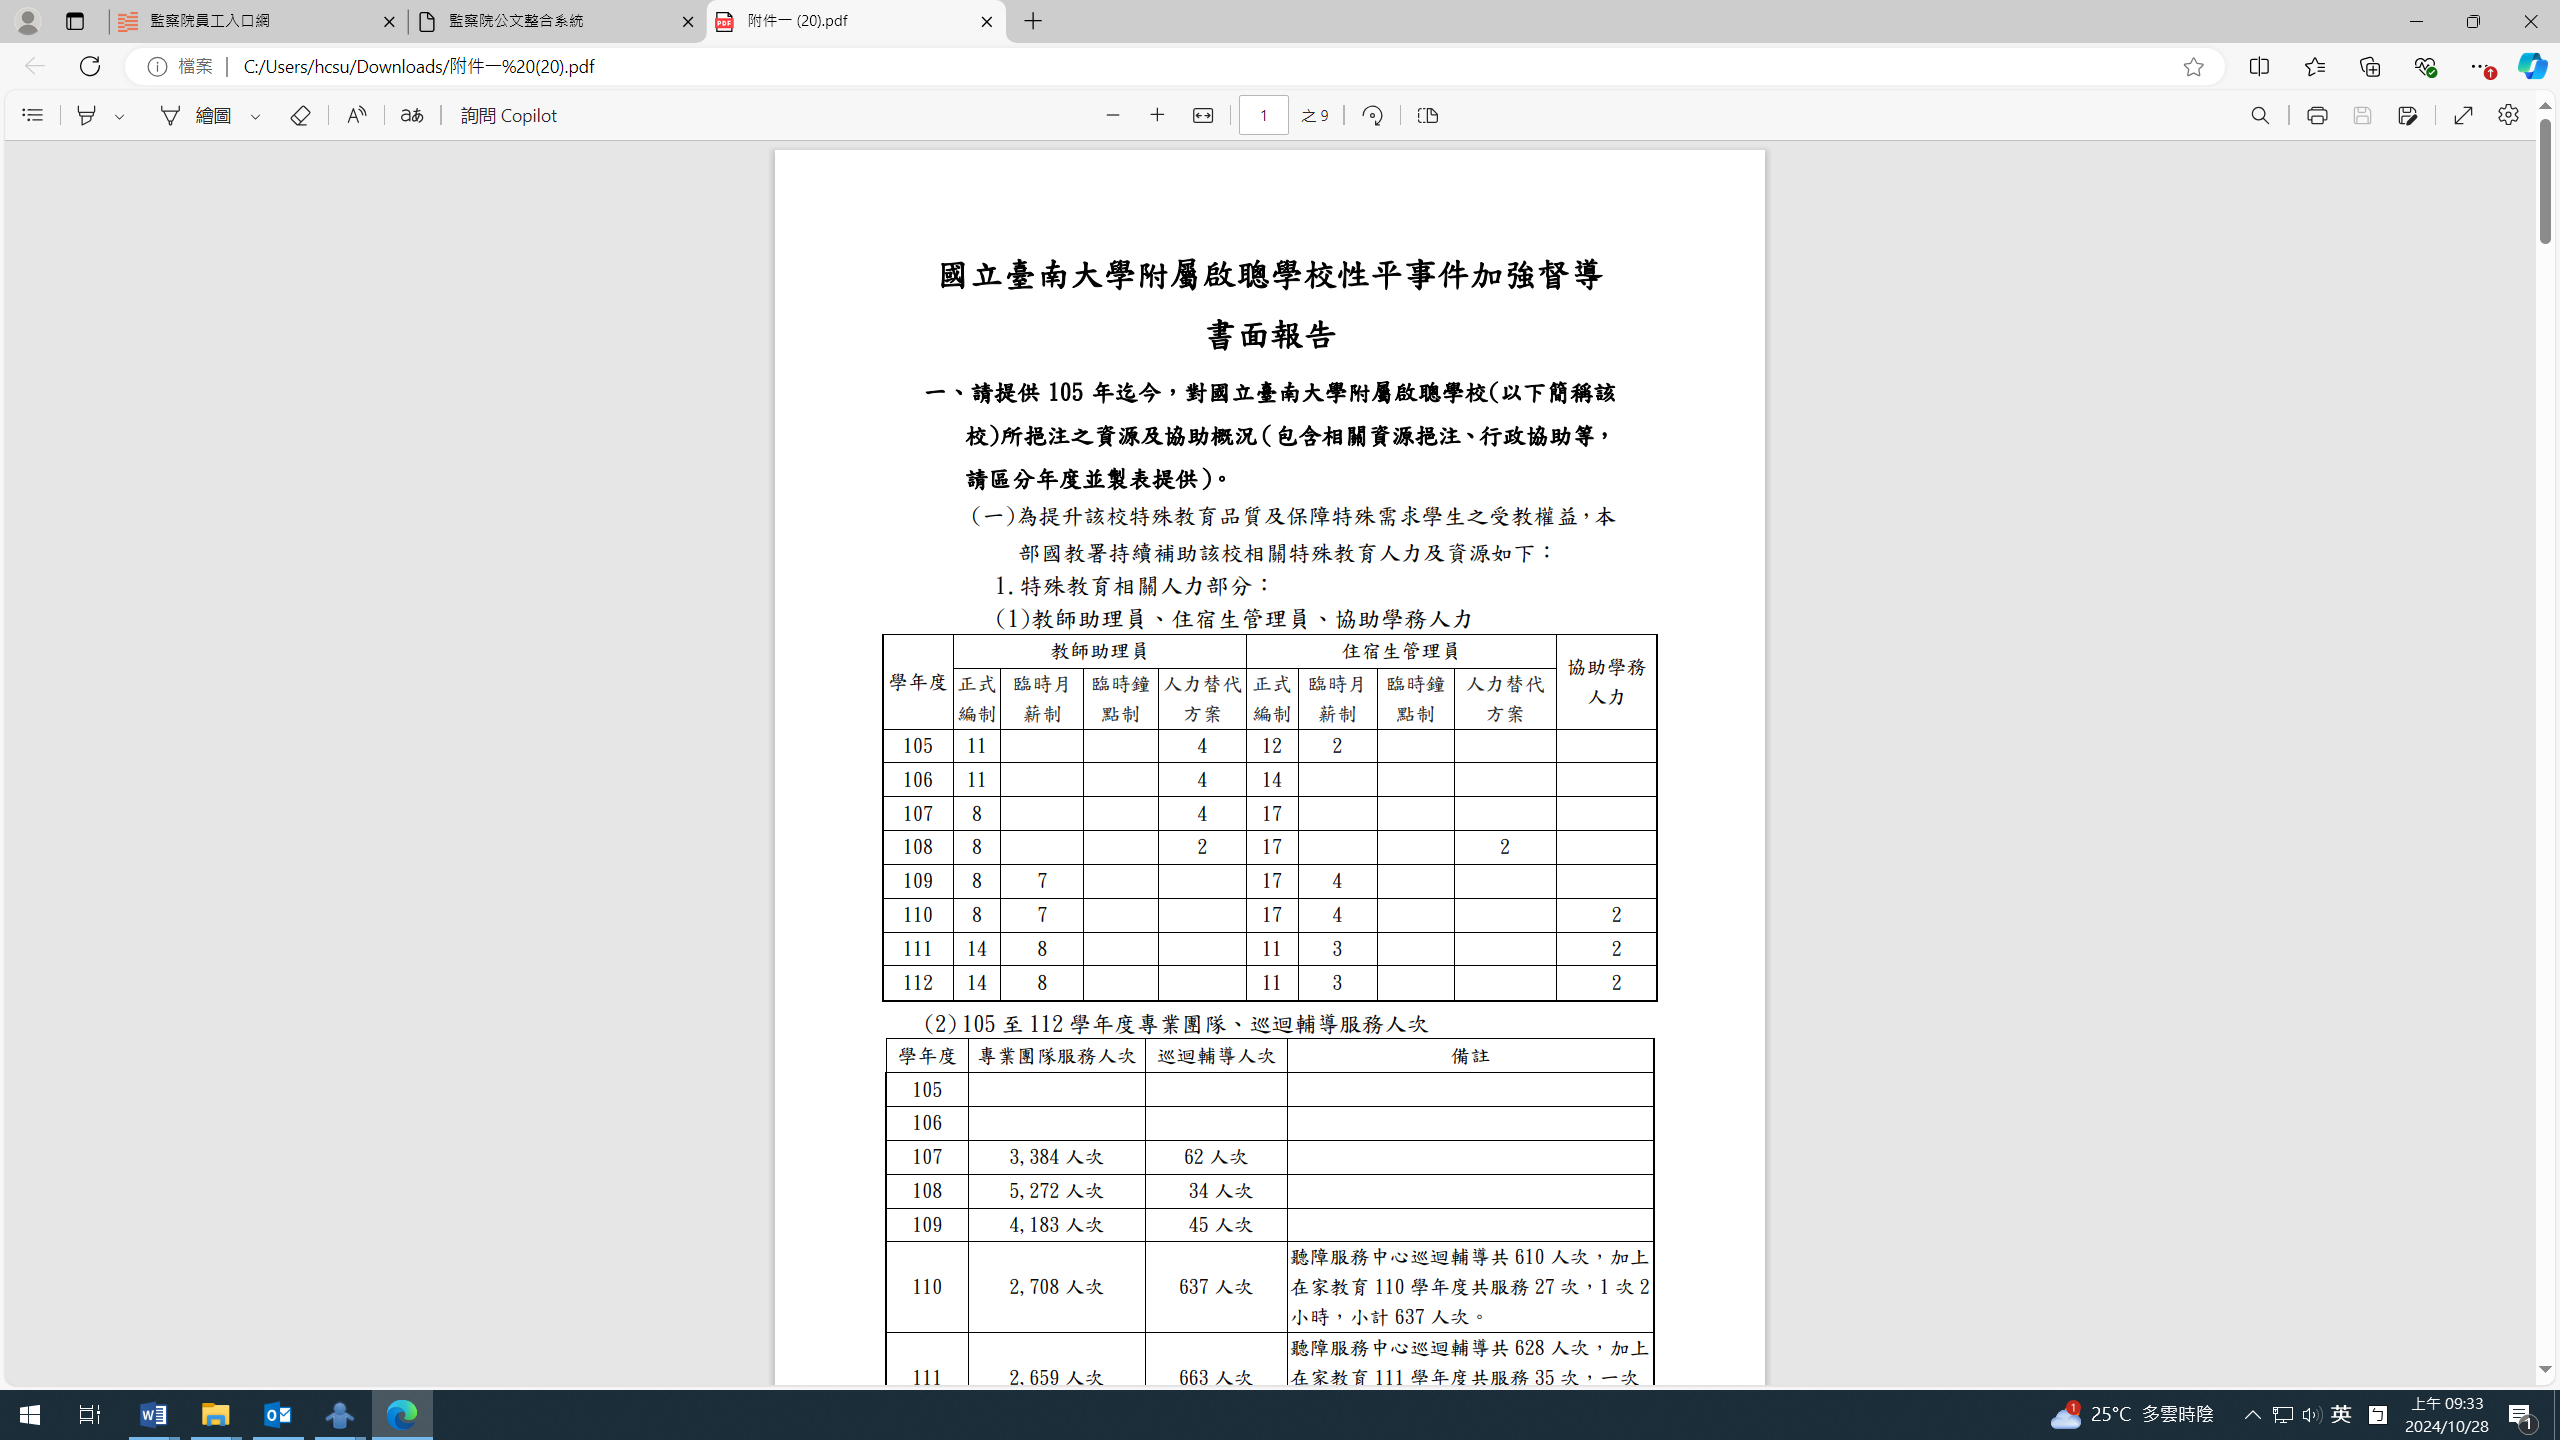 監察院員工入口網
監察院公文整合系統
附件一 (20).pdf
檔案 C:/Users/hcsu/Downloads/附件一%20(20).pdf
繪圖 aあ 詢問 Copilot 1 之 9
國立臺南大學附屬啟聰學校性平事件加強督導
書面報告
一、請提供 105 年迄今，對國立臺南大學附屬啟聰學校(以下簡稱該
校)所挹注之資源及協助概況(包含相關資源挹注、行政協助等，
請區分年度並製表提供)。
(一)為提升該校特殊教育品質及保障特殊需求學生之受教權益，本
部國教署持續補助該校相關特殊教育人力及資源如下：
1.特殊教育相關人力部分：
(1)教師助理員、住宿生管理員、協助學務人力
學年度 教師助理員 住宿生管理員 協助學務人力
正式編制 臨時月薪制 臨時鐘點制 人力替代方案 正式編制 臨時月薪制 臨時鐘點制 人力替代方案
105 11 4 12 2
106 11 4 14
107 8 4 17
108 8 2 17 2
109 8 7 17 4
110 8 7 17 4 2
111 14 8 11 3 2
112 14 8 11 3 2
(2)105 至 112 學年度專業團隊、巡迴輔導服務人次
學年度 專業團隊服務人次 巡迴輔導人次 備註
105
106
107 3,384 人次 62 人次
108 5,272 人次 34 人次
109 4,183 人次 45 人次
110 2,708 人次 637 人次 聽障服務中心巡迴輔導共 610 人次，加上
在家教育 110 學年度共服務 27 次，1 次 2
小時，小計 637 人次。
111 2,659 人次 663 人次 聽障服務中心巡迴輔導共 628 人次，加上
在家教育 111 學年度共服務 35 次，一次
25°C 多雲時陰 英 ㄅ 上午 09:33
2024/10/28